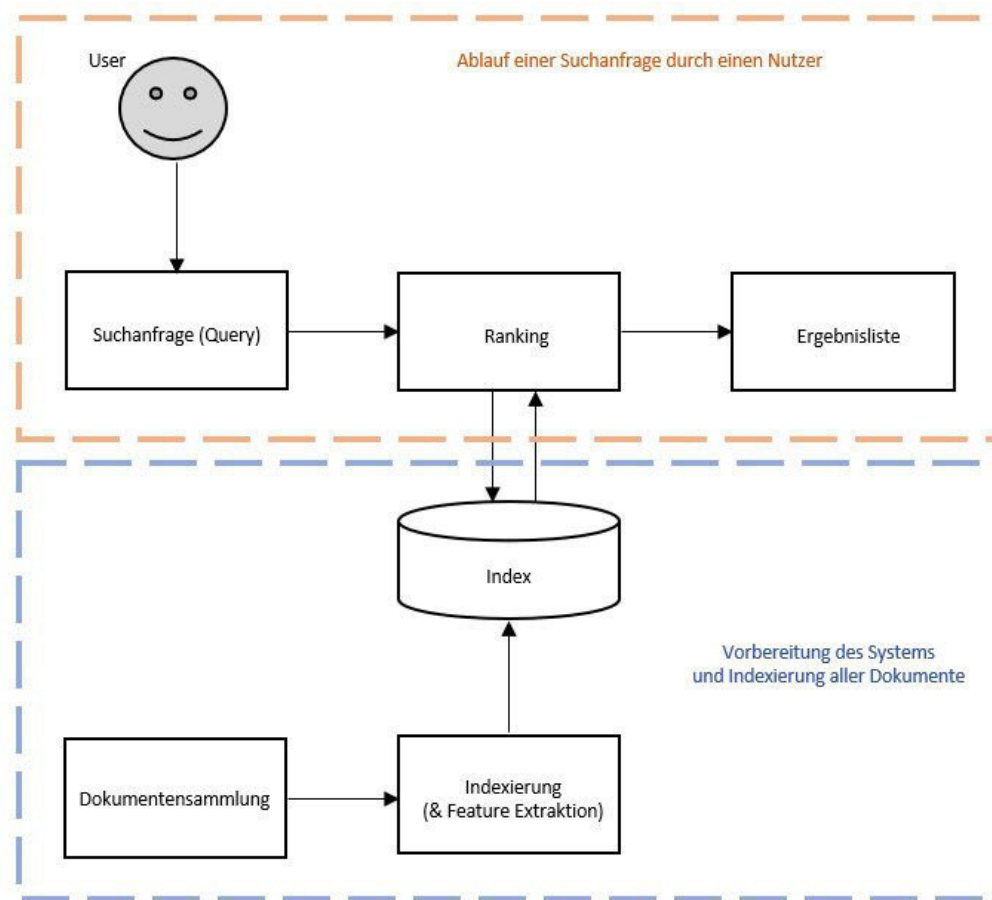 User
Ablauf einer Suchanfrage durch einen Nutzer
Suchanfrage (Query)
Ranking
Ergebnisliste
Index
Vorbereitung des Systems
und Indexierung aller Dokumente
Dokumentensammlung
Indexierung
(& Feature Extraktion)